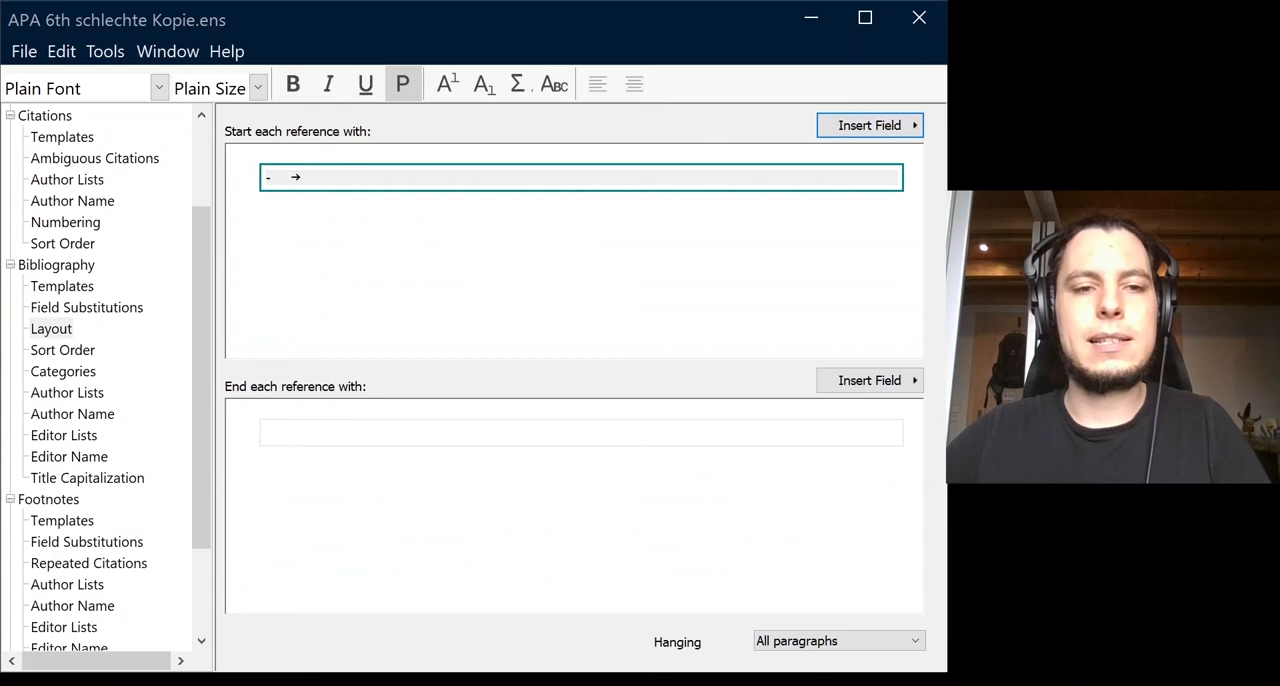 APA 6th schlechte Kopie.ens
File Edit Tools Window Help
Plain Font Plain Size B I U P A1 A1 Σ ABC
Citations
Templates
Ambiguous Citations
Author Lists
Author Name
Numbering
Sort Order
Bibliography
Templates
Field Substitutions
Layout
Sort Order
Categories
Author Lists
Author Name
Editor Lists
Editor Name
Title Capitalization
Footnotes
Templates
Field Substitutions
Repeated Citations
Author Lists
Author Name
Editor Lists
Editor Name
Start each reference with:
Insert Field
- →
End each reference with:
Insert Field
Hanging
All paragraphs